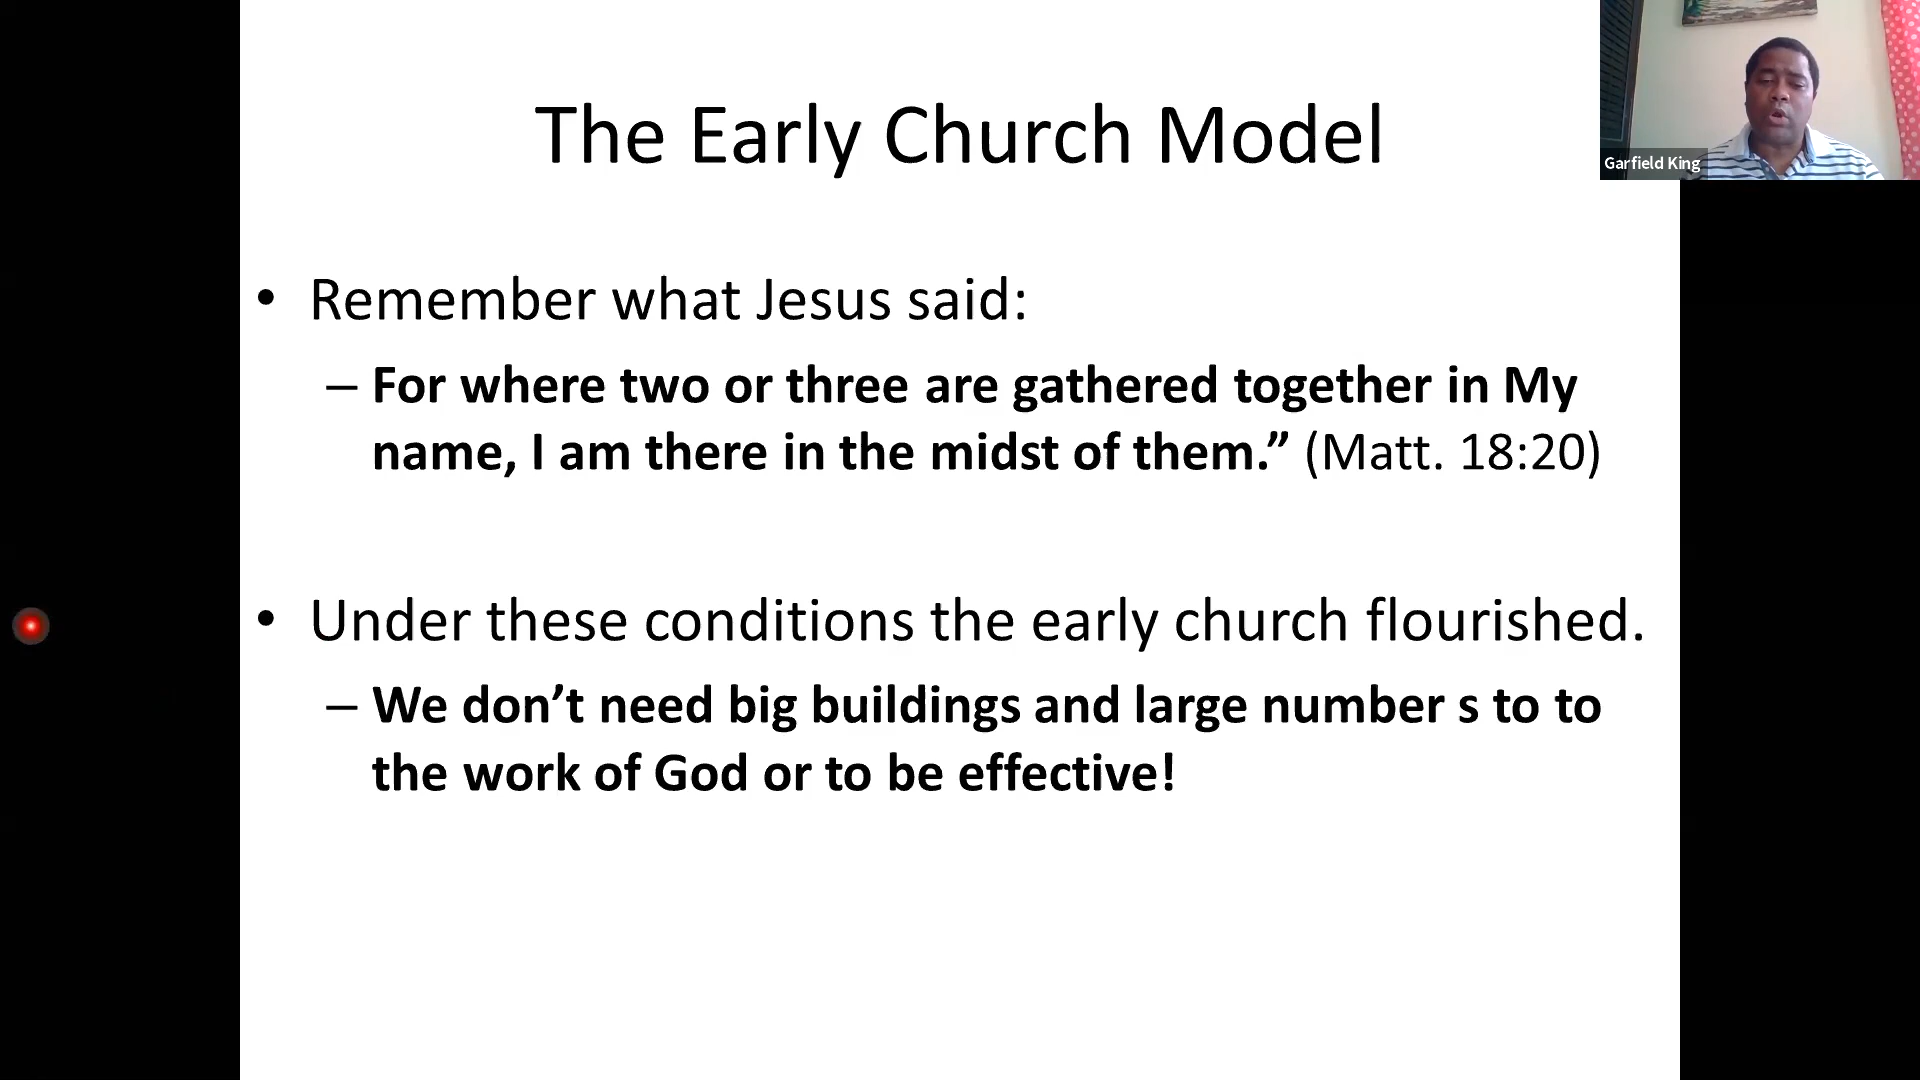 The Early Church Model
Garfield King
• Remember what Jesus said:
– For where two or three are gathered together in My
name, I am there in the midst of them.” (Matt. 18:20)
• Under these conditions the early church flourished.
– We don’t need big buildings and large number s to to
the work of God or to be effective!